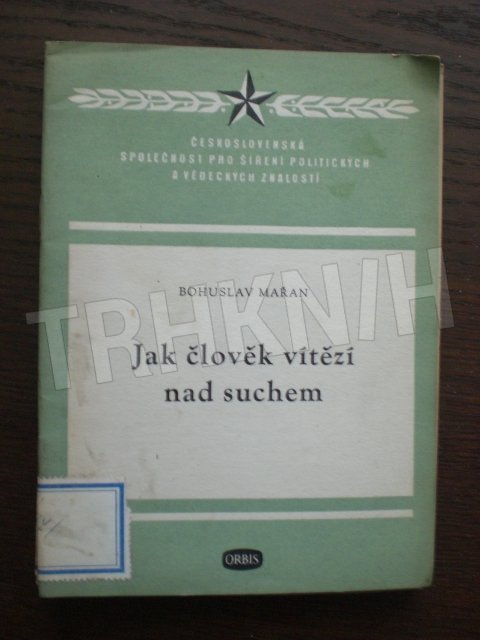 ČESKOSLOVENSKÁ
SPOLEČNOST PRO ŠÍŘENÍ POLITICKÝCH
A VĚDECKÝCH ZNALOSTÍ
BOHUSLAV MAŘAN
TRHKNIH
Jak člověk vítězí
nad suchem
ORBIS